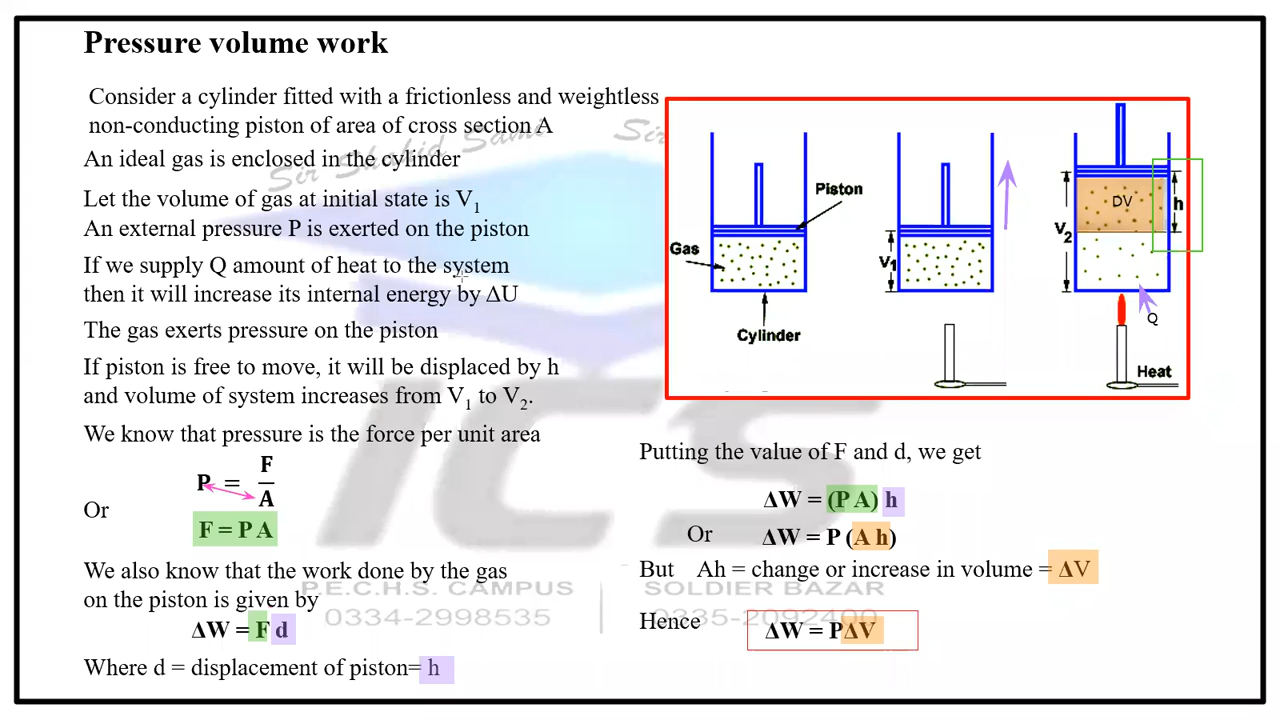 Pressure volume work
Consider a cylinder fitted with a frictionless and weightless
non-conducting piston of area of cross section A
An ideal gas is enclosed in the cylinder
Let the volume of gas at initial state is V₁
An external pressure P is exerted on the piston
If we supply Q amount of heat to the system
then it will increase its internal energy by ΔU
The gas exerts pressure on the piston
If piston is free to move, it will be displaced by h
and volume of system increases from V₁ to V₂.
We know that pressure is the force per unit area
P = F/A
Or
F = P A
We also know that the work done by the gas
on the piston is given by
ΔW = F d
Where d = displacement of piston= h
Piston
Gas
Cylinder
V₁
V₂
DV
h
Q
Heat
Putting the value of F and d, we get
ΔW = (P A) h
Or ΔW = P (A h)
But Ah = change or increase in volume = ΔV
Hence ΔW = PΔV
Sir Shahid Sami
Sir
ICS
P.E.C.H.S. CAMPUS
0334-2998535
SOLDIER BAZAR
0335-2092400